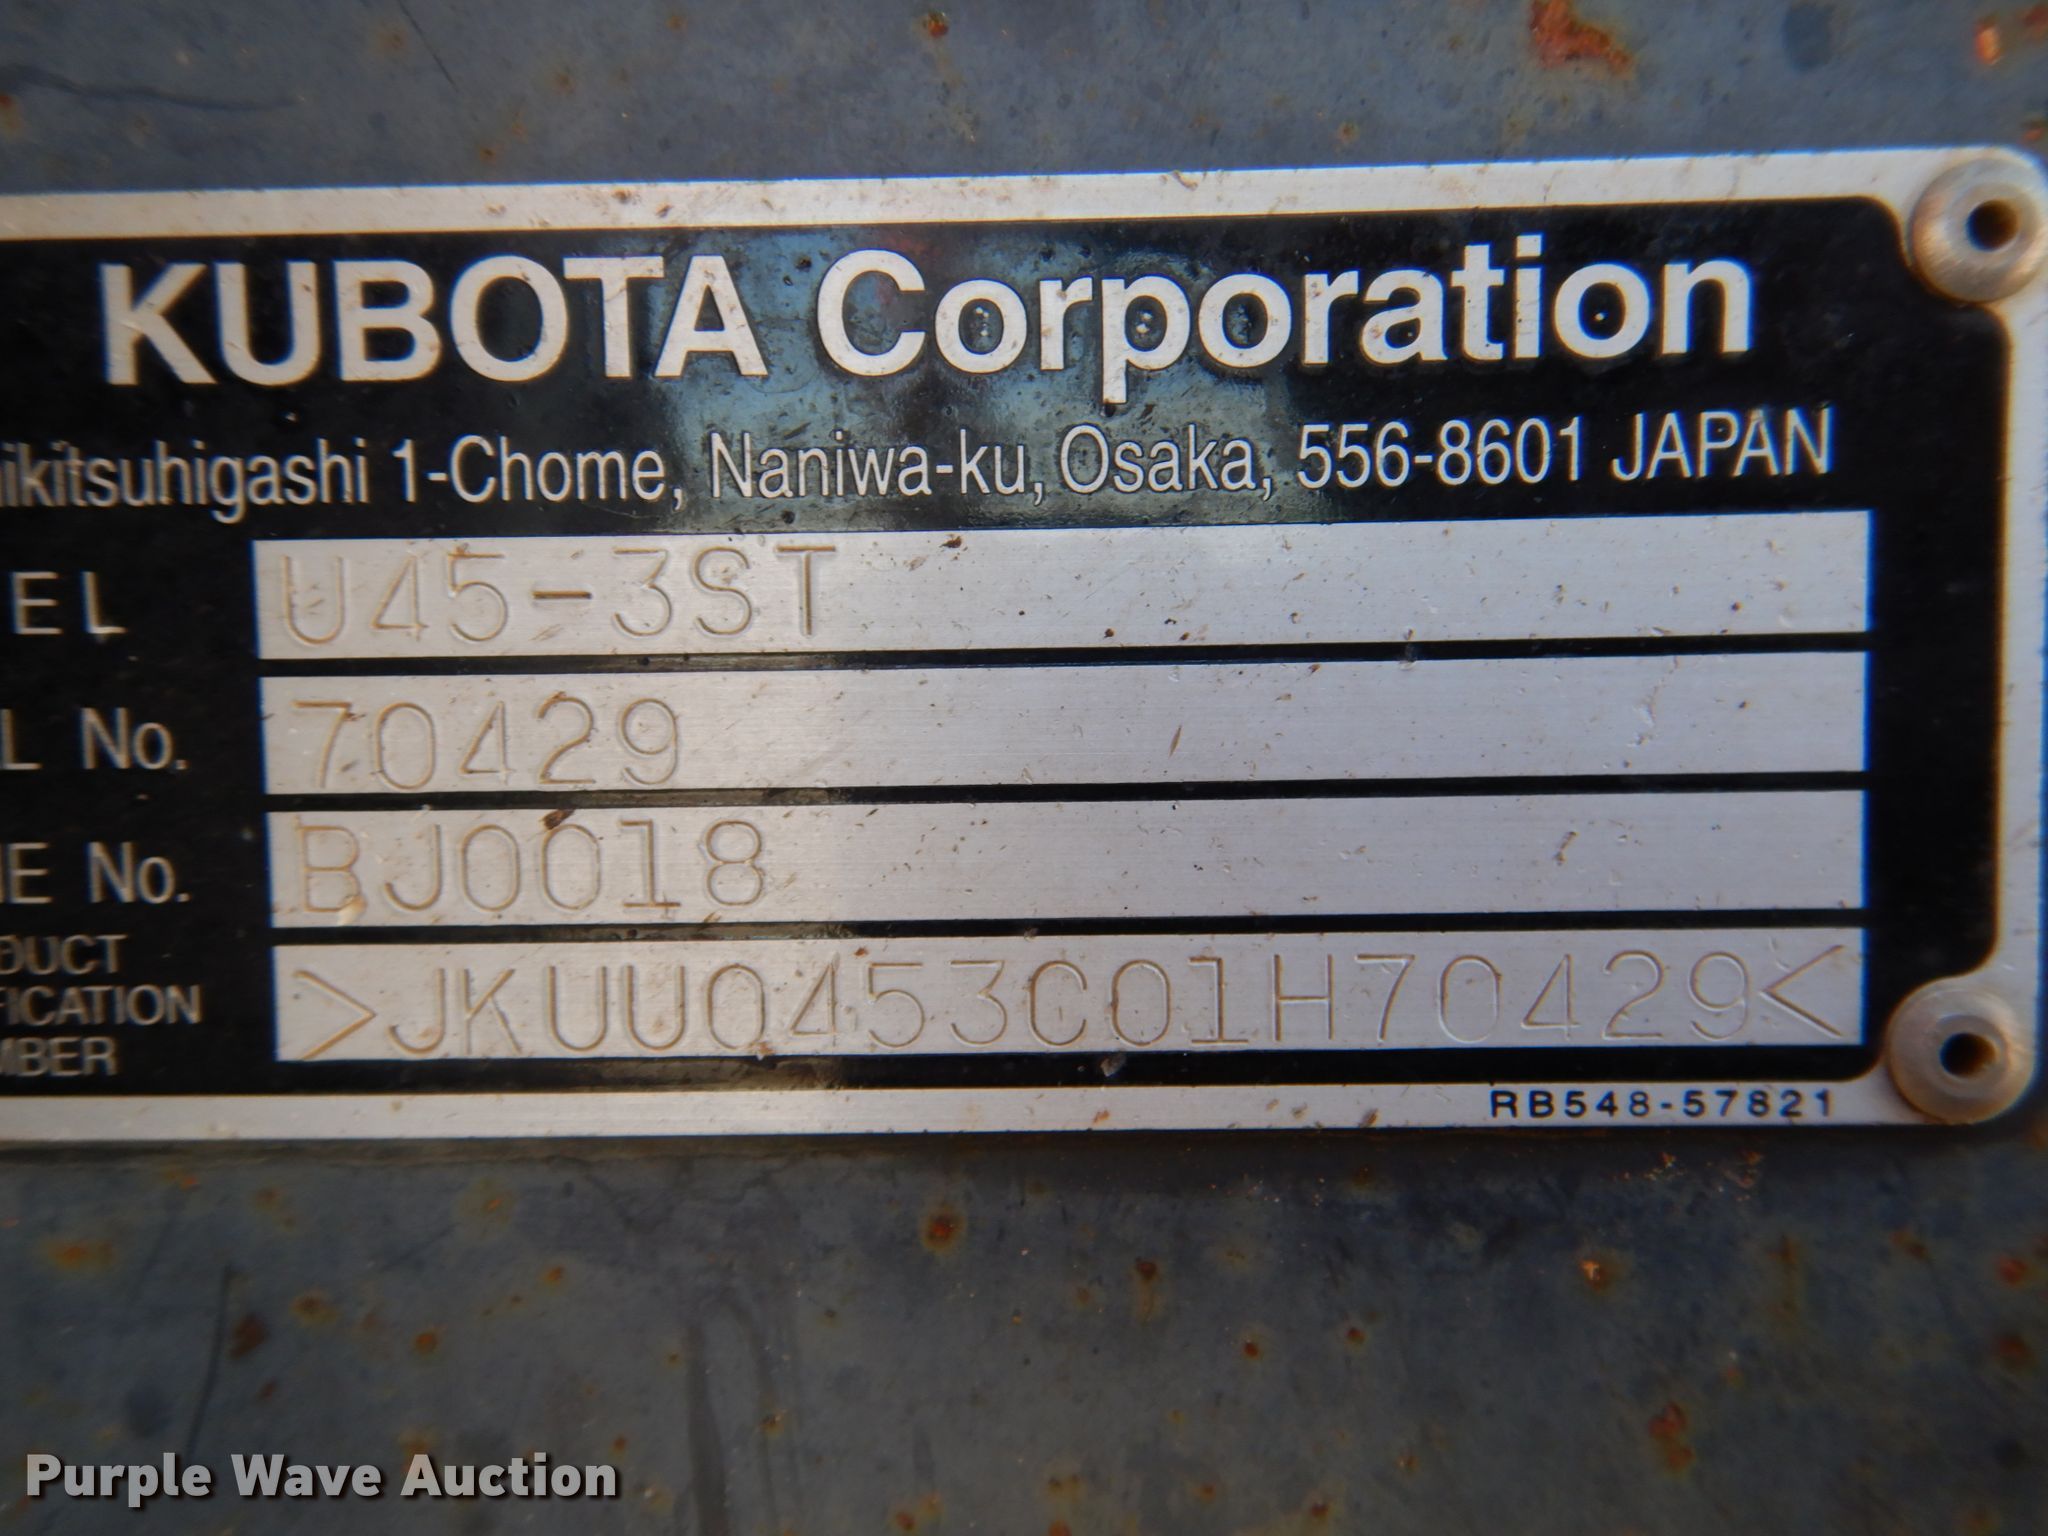 KUBOTA Corporation
ikitsuhigashi 1-Chome, Naniwa-ku, Osaka, 556-8601 JAPAN
EL U45-3ST
L No. 70429
NE No. BJ0018
DUCT
FICATION
MBER
>JKUU0453C01H70429<
RB548-57821
Purple Wave Auction